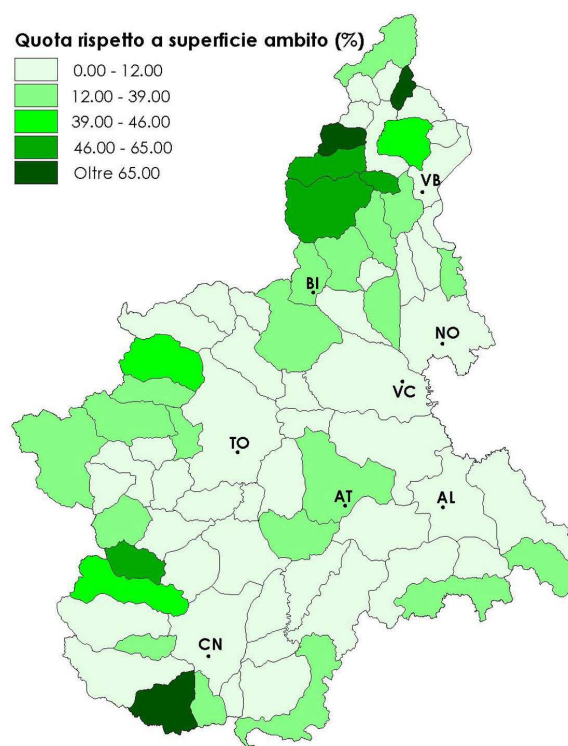 Quota rispetto a superficie ambito (%)
0.00 - 12.00
12.00 - 39.00
39.00 - 46.00
46.00 - 65.00
Oltre 65.00
VB
BI
NO
VC
TO
AT
AL
CN